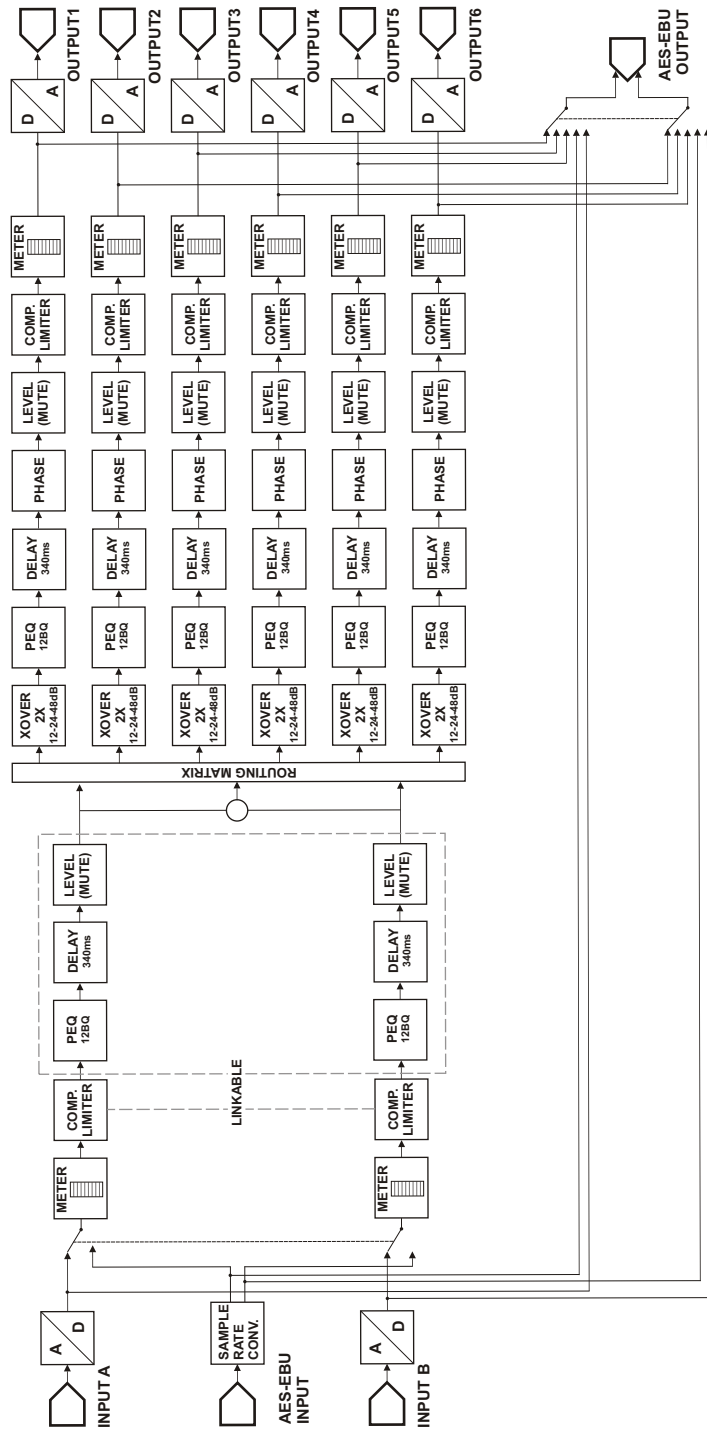 INPUT A
A
D
METER
COMP.
LIMITER
PEQ
12BQ
DELAY
340ms
LEVEL
(MUTE)
AES-EBU
INPUT
SAMPLE
RATE
CONV.
LINKABLE
INPUT B
A
D
METER
COMP.
LIMITER
PEQ
12BQ
DELAY
340ms
LEVEL
(MUTE)
ROUTING MATRIX
XOVER
2X
12-24-48dB
PEQ
12BQ
DELAY
340ms
PHASE
LEVEL
(MUTE)
COMP.
LIMITER
METER
D
A
OUTPUT1
XOVER
2X
12-24-48dB
PEQ
12BQ
DELAY
340ms
PHASE
LEVEL
(MUTE)
COMP.
LIMITER
METER
D
A
OUTPUT2
XOVER
2X
12-24-48dB
PEQ
12BQ
DELAY
340ms
PHASE
LEVEL
(MUTE)
COMP.
LIMITER
METER
D
A
OUTPUT3
XOVER
2X
12-24-48dB
PEQ
12BQ
DELAY
340ms
PHASE
LEVEL
(MUTE)
COMP.
LIMITER
METER
D
A
OUTPUT4
XOVER
2X
12-24-48dB
PEQ
12BQ
DELAY
340ms
PHASE
LEVEL
(MUTE)
COMP.
LIMITER
METER
D
A
OUTPUT5
XOVER
2X
12-24-48dB
PEQ
12BQ
DELAY
340ms
PHASE
LEVEL
(MUTE)
COMP.
LIMITER
METER
D
A
OUTPUT6
AES-EBU
OUTPUT